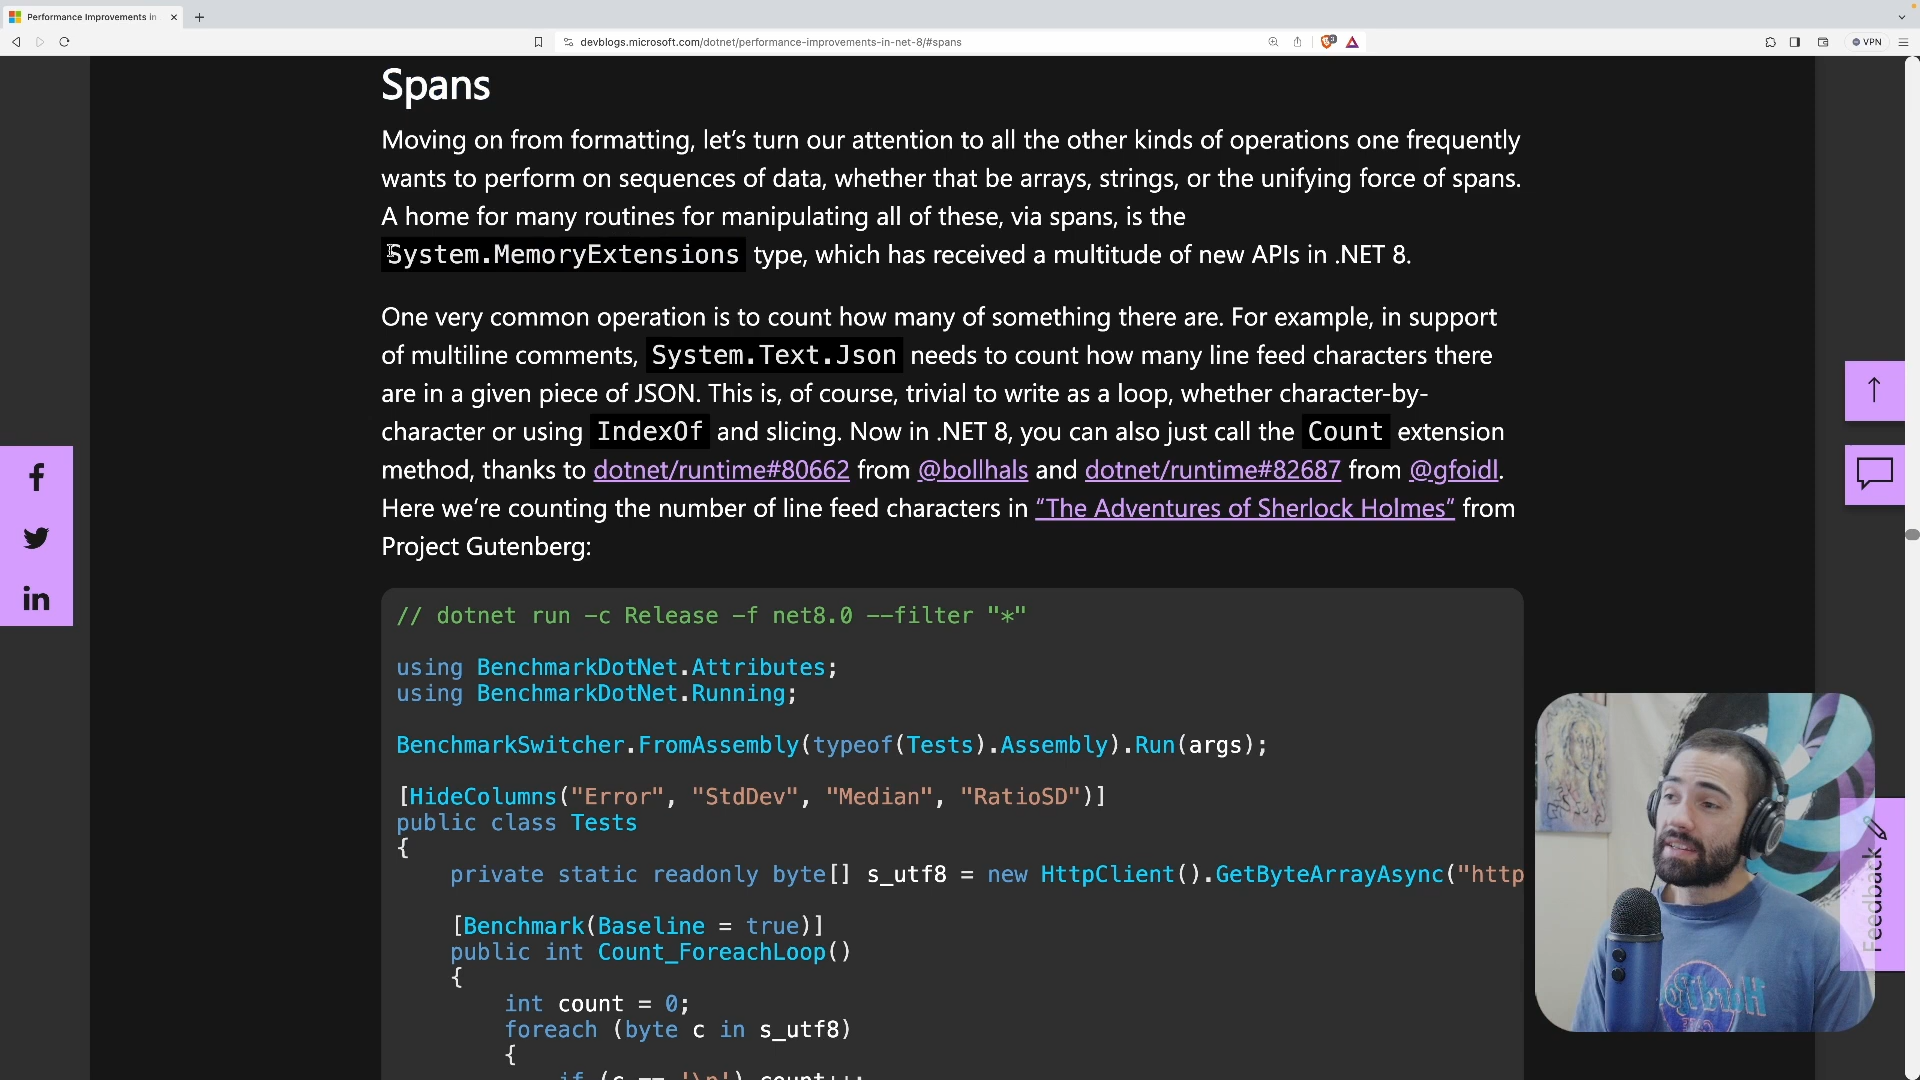 Performance Improvements in
devblogs.microsoft.com/dotnet/performance-improvements-in-net-8/#spans
3
VPN
Spans
Moving on from formatting, let’s turn our attention to all the other kinds of operations one frequently
wants to perform on sequences of data, whether that be arrays, strings, or the unifying force of spans.
A home for many routines for manipulating all of these, via spans, is the
System.MemoryExtensions type, which has received a multitude of new APIs in .NET 8.
One very common operation is to count how many of something there are. For example, in support
of multiline comments, System.Text.Json needs to count how many line feed characters there
are in a given piece of JSON. This is, of course, trivial to write as a loop, whether character-by-
character or using IndexOf and slicing. Now in .NET 8, you can also just call the Count extension
method, thanks to dotnet/runtime#80662 from @bollhals and dotnet/runtime#82687 from @gfoidl.
Here we’re counting the number of line feed characters in “The Adventures of Sherlock Holmes” from
Project Gutenberg:
// dotnet run -c Release -f net8.0 --filter "*"
using BenchmarkDotNet.Attributes;
using BenchmarkDotNet.Running;
BenchmarkSwitcher.FromAssembly(typeof(Tests).Assembly).Run(args);
[HideColumns("Error", "StdDev", "Median", "RatioSD")]
public class Tests
{
private static readonly byte[] s_utf8 = new HttpClient().GetByteArrayAsync("http
[Benchmark(Baseline = true)]
public int Count_ForeachLoop()
{
int count = 0;
foreach (byte c in s_utf8)
{
if (c == '\n') count++;
Feedback